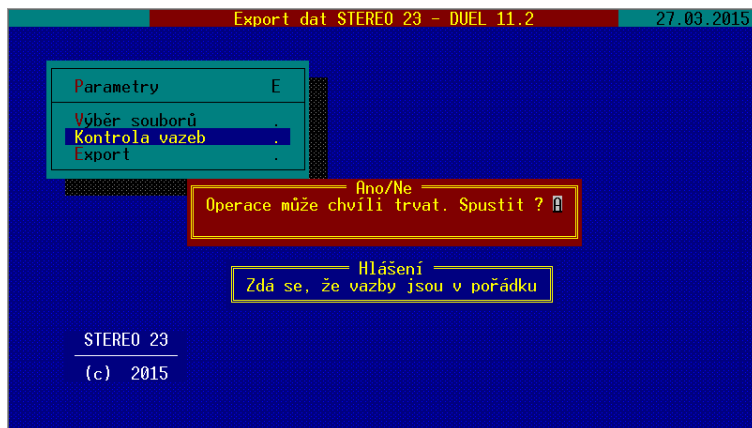 Export dat STEREO 23 - DUEL 11.2 27.03.2015
Parametry E
Výběr souborů .
Kontrola vazeb .
Export .
Ano/Ne
Operace může chvíli trvat. Spustit ? A
Hlášení
Zdá se, že vazby jsou v pořádku
STEREO 23
(c) 2015